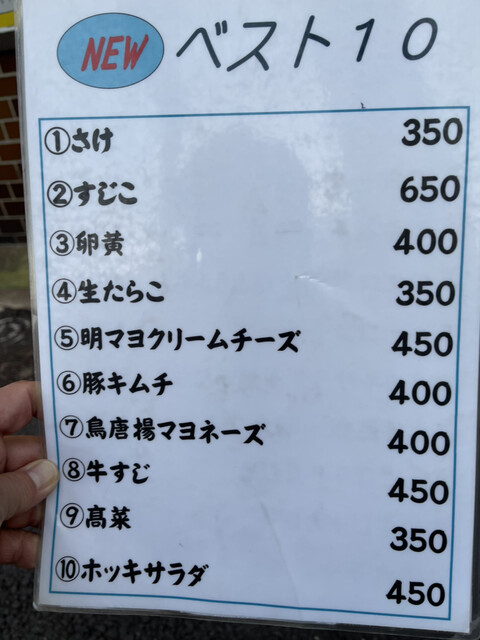 NEW ベスト10
①さけ 350
②すじこ 650
③卵黄 400
④生たらこ 350
⑤明マヨクリームチーズ 450
⑥豚キムチ 400
⑦鳥唐揚マヨネーズ 400
⑧牛すじ 450
⑨髙菜 350
⑩ホッキサラダ 450